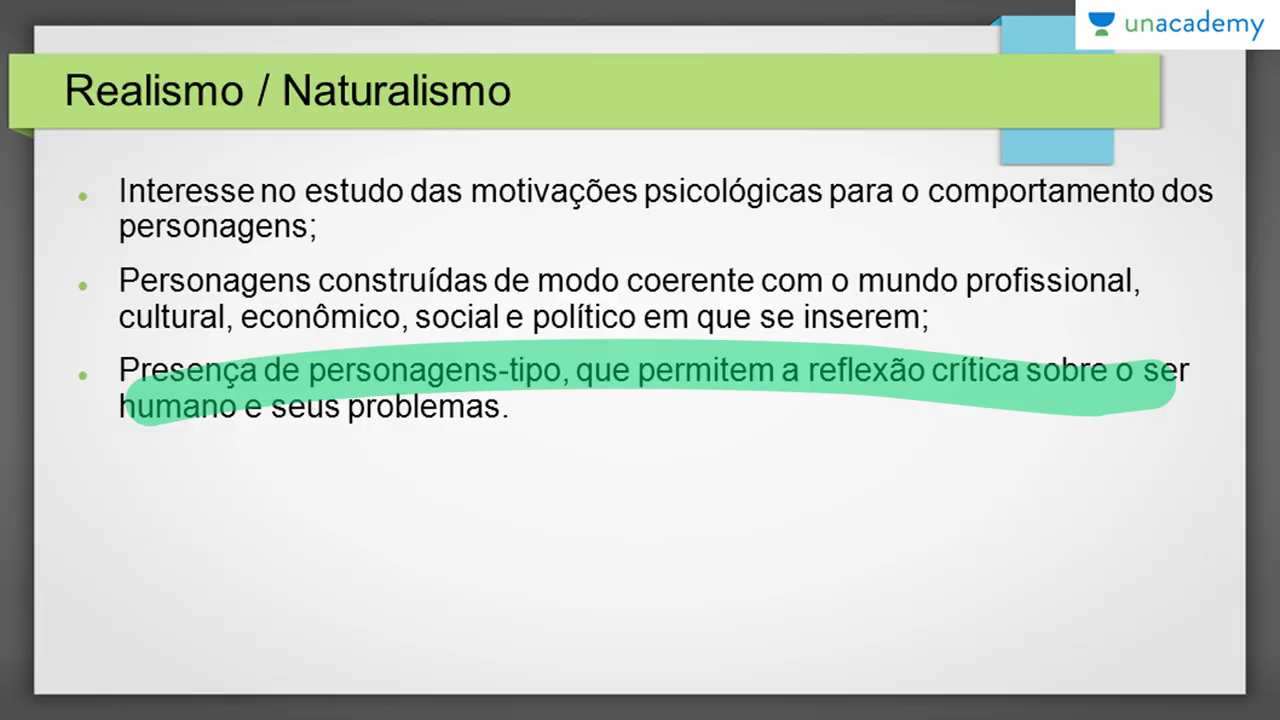 unacademy
Realismo / Naturalismo
• Interesse no estudo das motivações psicológicas para o comportamento dos
personagens;
• Personagens construídas de modo coerente com o mundo profissional,
cultural, econômico, social e político em que se inserem;
• Presença de personagens-tipo, que permitem a reflexão crítica sobre o ser
humano e seus problemas.